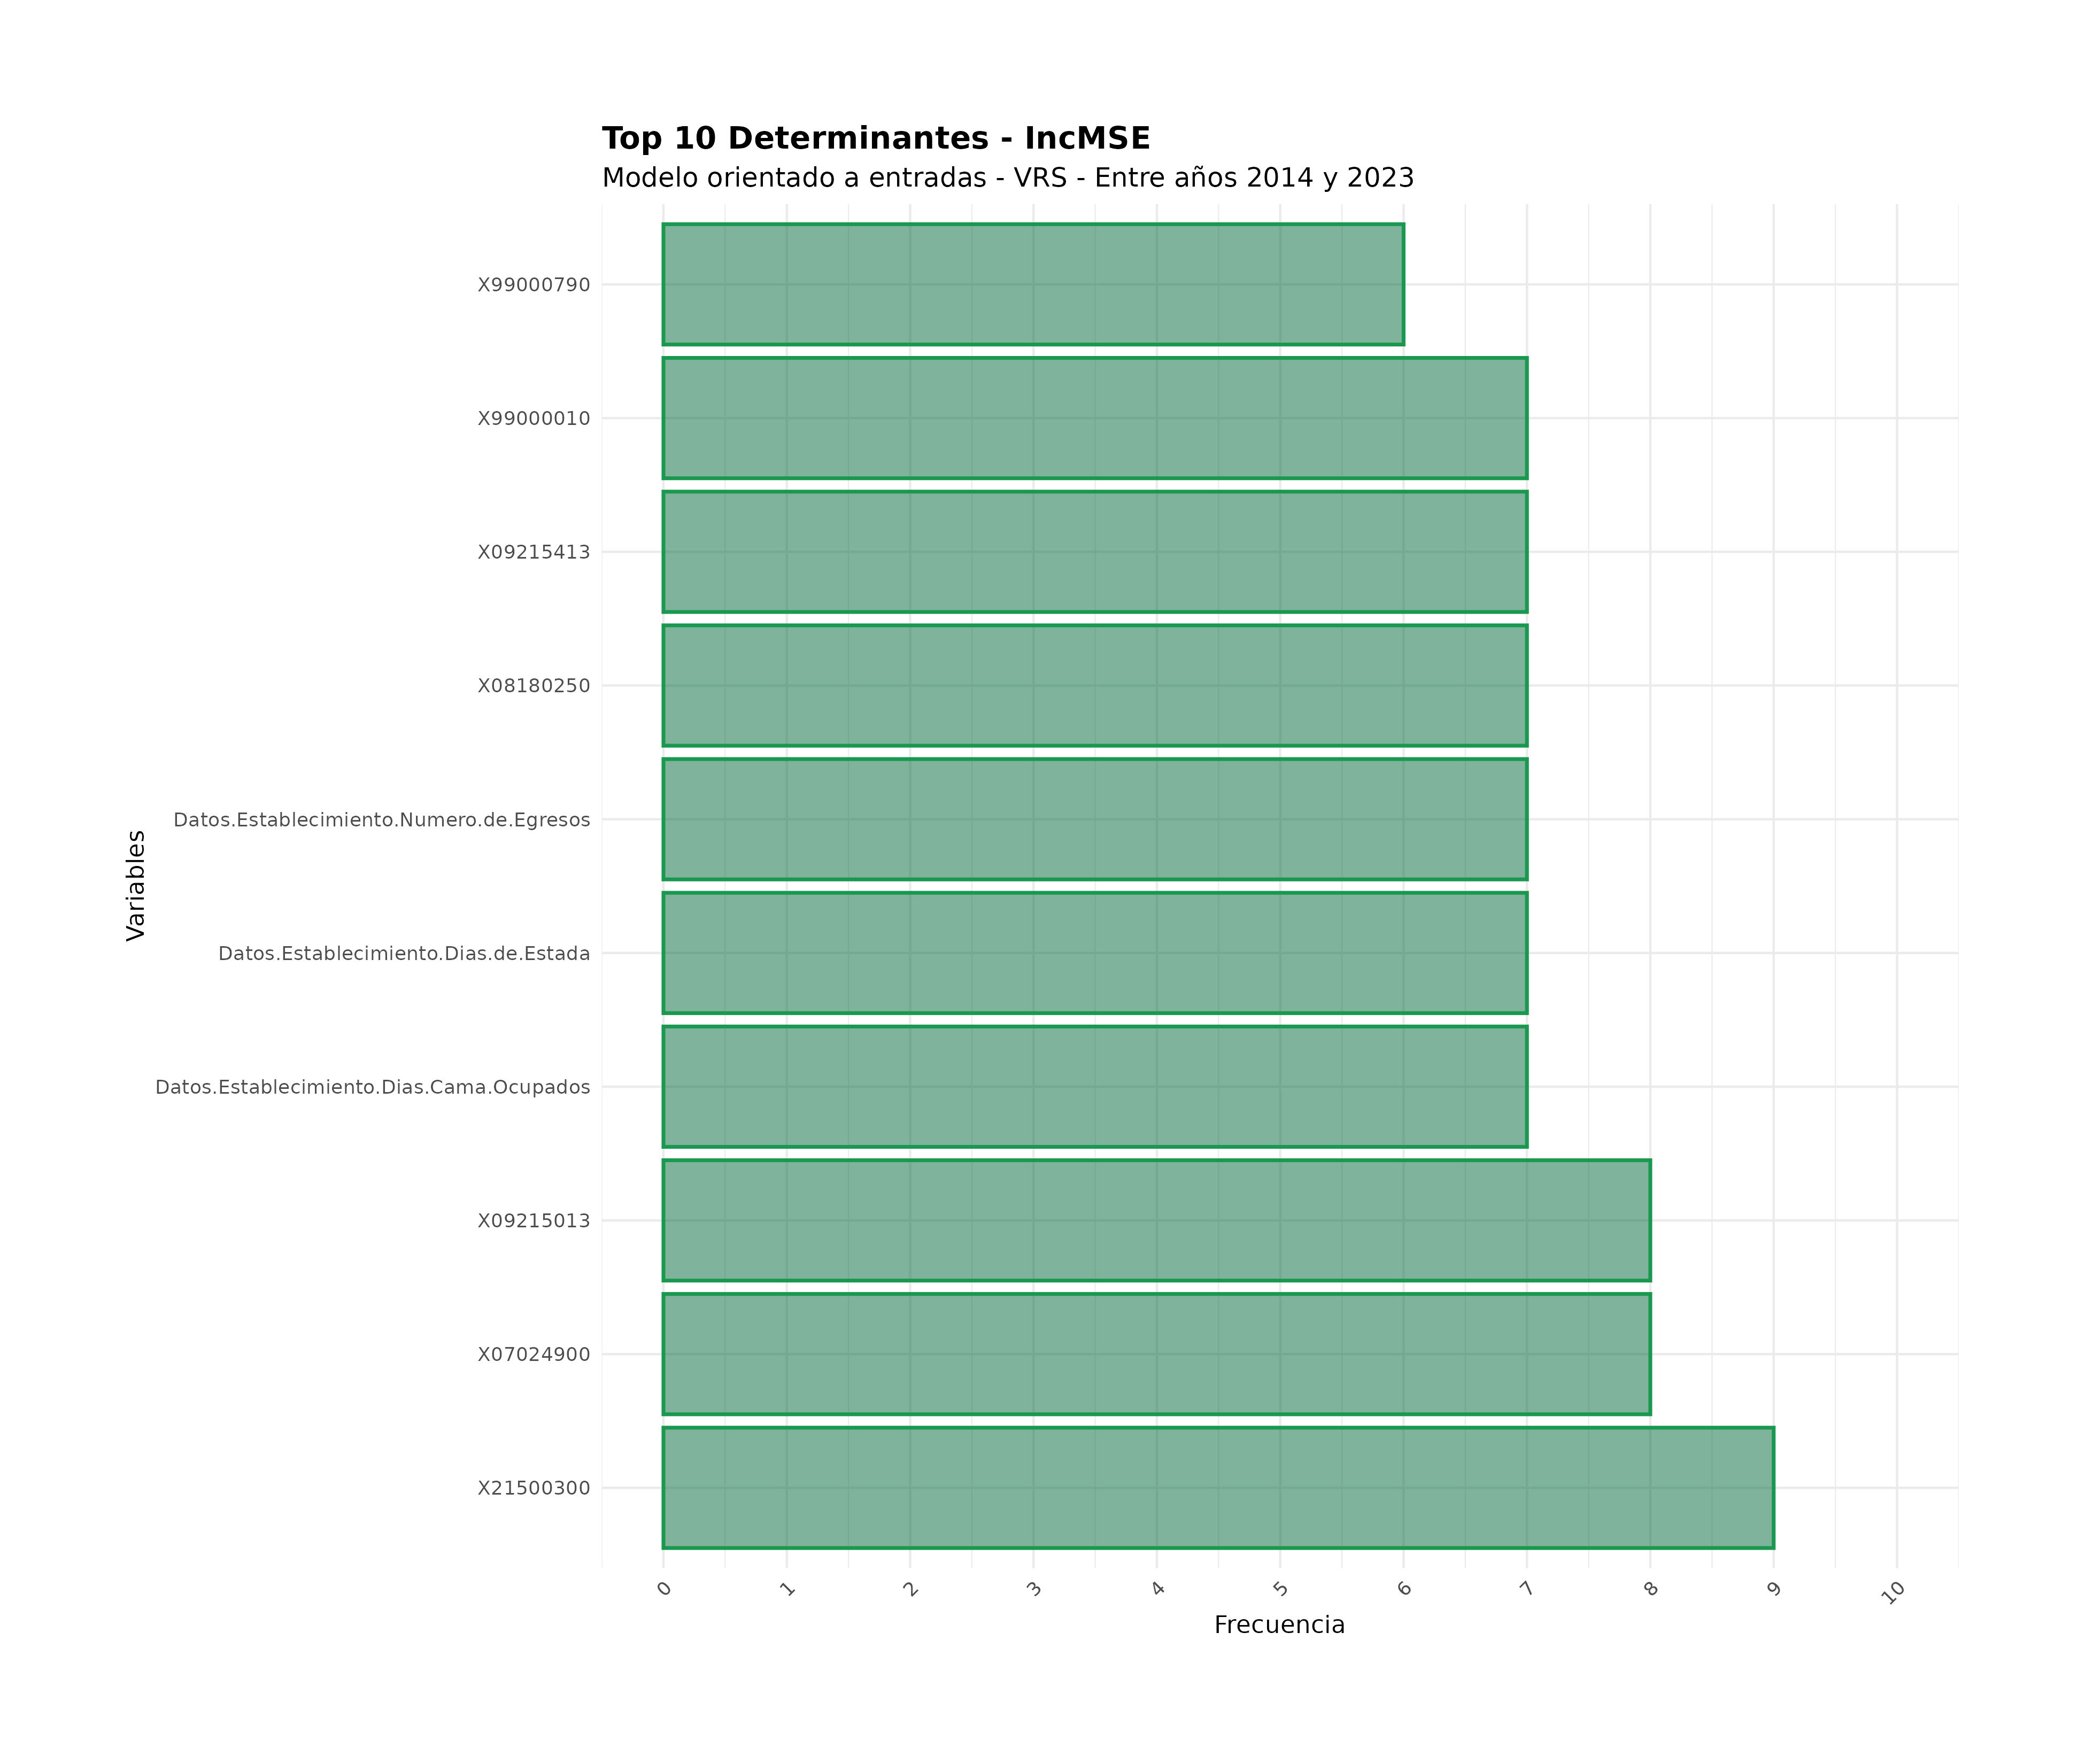 Top 10 Determinantes - IncMSE
Modelo orientado a entradas - VRS - Entre años 2014 y 2023
Variables
X99000790
X99000010
X09215413
X08180250
Datos.Establecimiento.Numero.de.Egresos
Datos.Establecimiento.Dias.de.Estada
Datos.Establecimiento.Dias.Cama.Ocupados
X09215013
X07024900
X21500300
0 1 2 3 4 5 6 7 8 9 10
Frecuencia